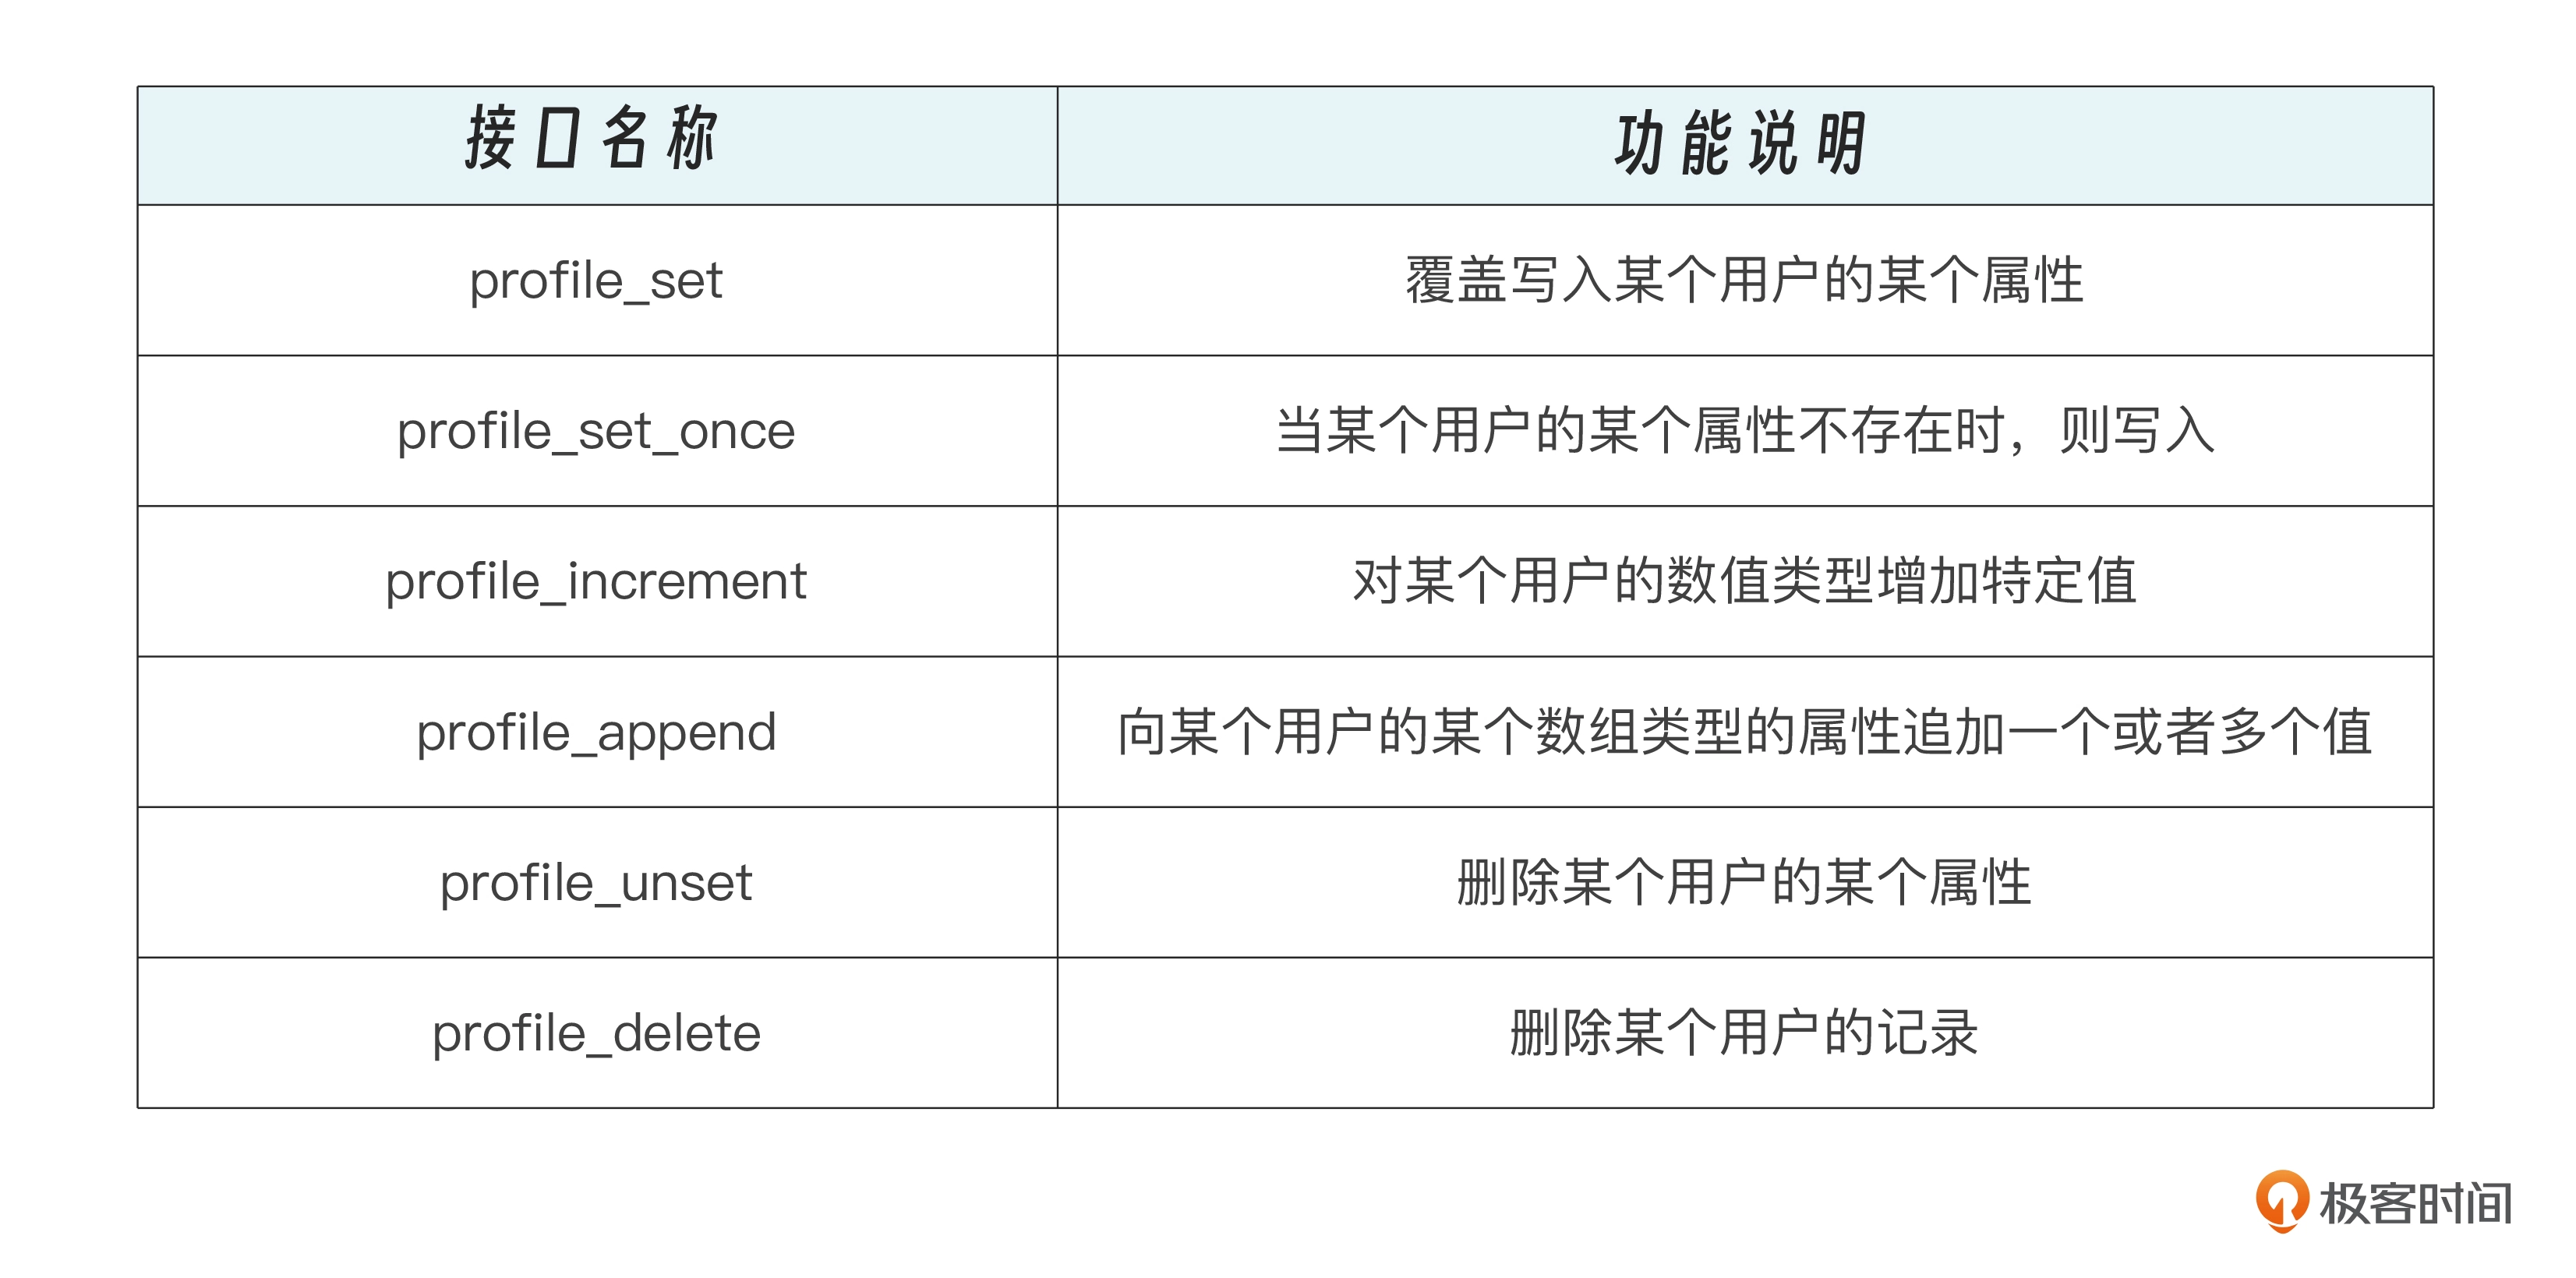 接口名称 功能说明
profile_set 覆盖写入某个用户的某个属性
profile_set_once 当某个用户的某个属性不存在时，则写入
profile_increment 对某个用户的数值类型增加特定值
profile_append 向某个用户的某个数组类型的属性追加一个或者多个值
profile_unset 删除某个用户的某个属性
profile_delete 删除某个用户的记录
极客时间